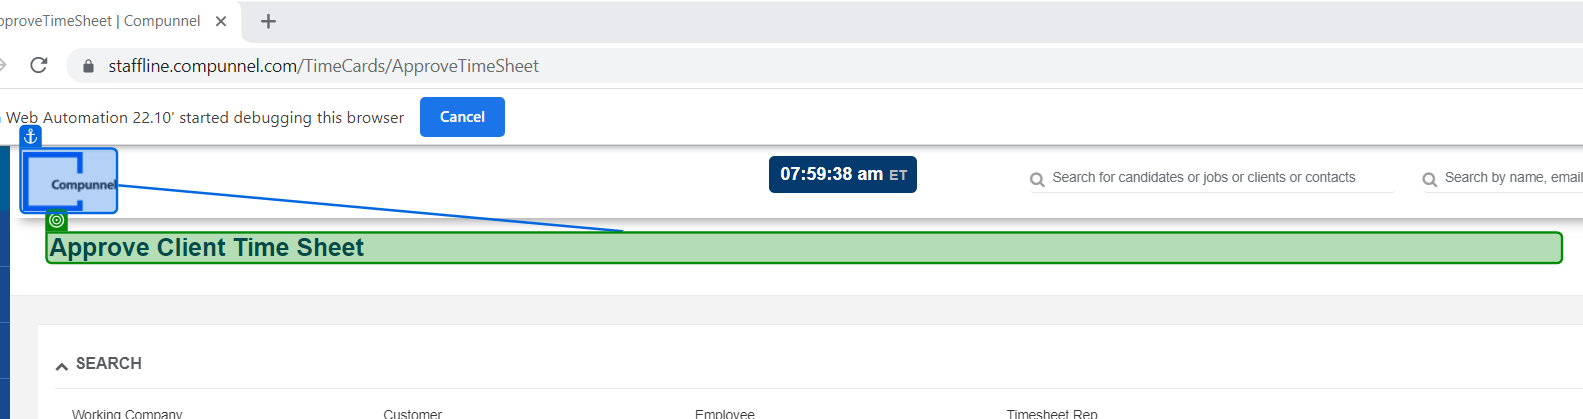 pproveTimeSheet | Compunnel
staffline.compunnel.com/TimeCards/ApproveTimeSheet
Web Automation 22.10' started debugging this browser
Cancel
Compunnel
07:59:38 am ET
Search for candidates or jobs or clients or contacts
Search by name, email
Approve Client Time Sheet
SEARCH
Working Company Customer Employee Timesheet Rep